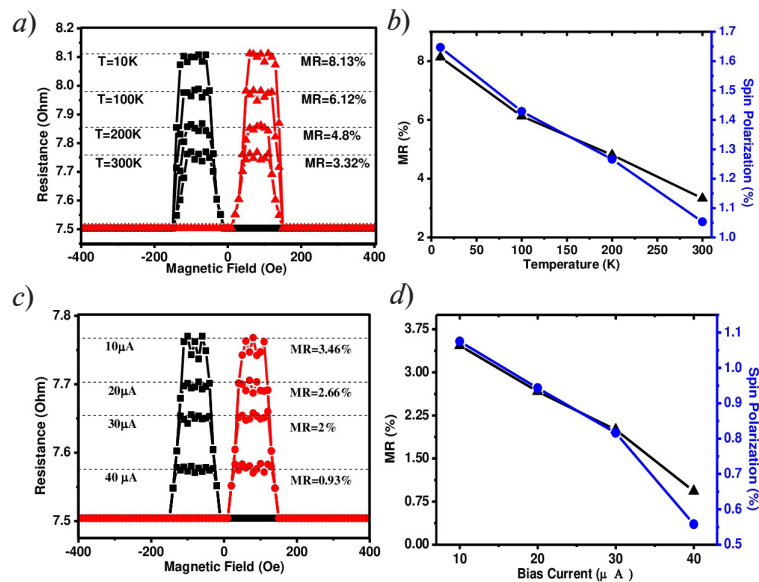 a)
8.2
8.1
8.0
7.9
7.8
7.7
7.6
7.5
Resistance (Ohm)
T=10K
MR=8.13%
T=100K
MR=6.12%
T=200K
MR=4.8%
T=300K
MR=3.32%
-400
-200
0
200
400
Magnetic Field (Oe)
b)
8
6
4
2
MR (%)
1.7
1.6
1.5
1.4
1.3
1.2
1.1
1.0
Spin Polarization (%)
0
50
100
150
200
250
300
Temperature (K)
c)
7.8
7.7
7.6
7.5
Resistance (Ohm)
10μA
MR=3.46%
20μA
MR=2.66%
30μA
MR=2%
40 μA
MR=0.93%
-400
-200
0
200
400
Magnetic Field (Oe)
d)
3.75
3.00
2.25
1.50
0.75
0.00
MR (%)
1.1
1.0
0.9
0.8
0.7
0.6
0.5
Spin Polarization (%)
10
20
30
40
Bias Current (μ A)